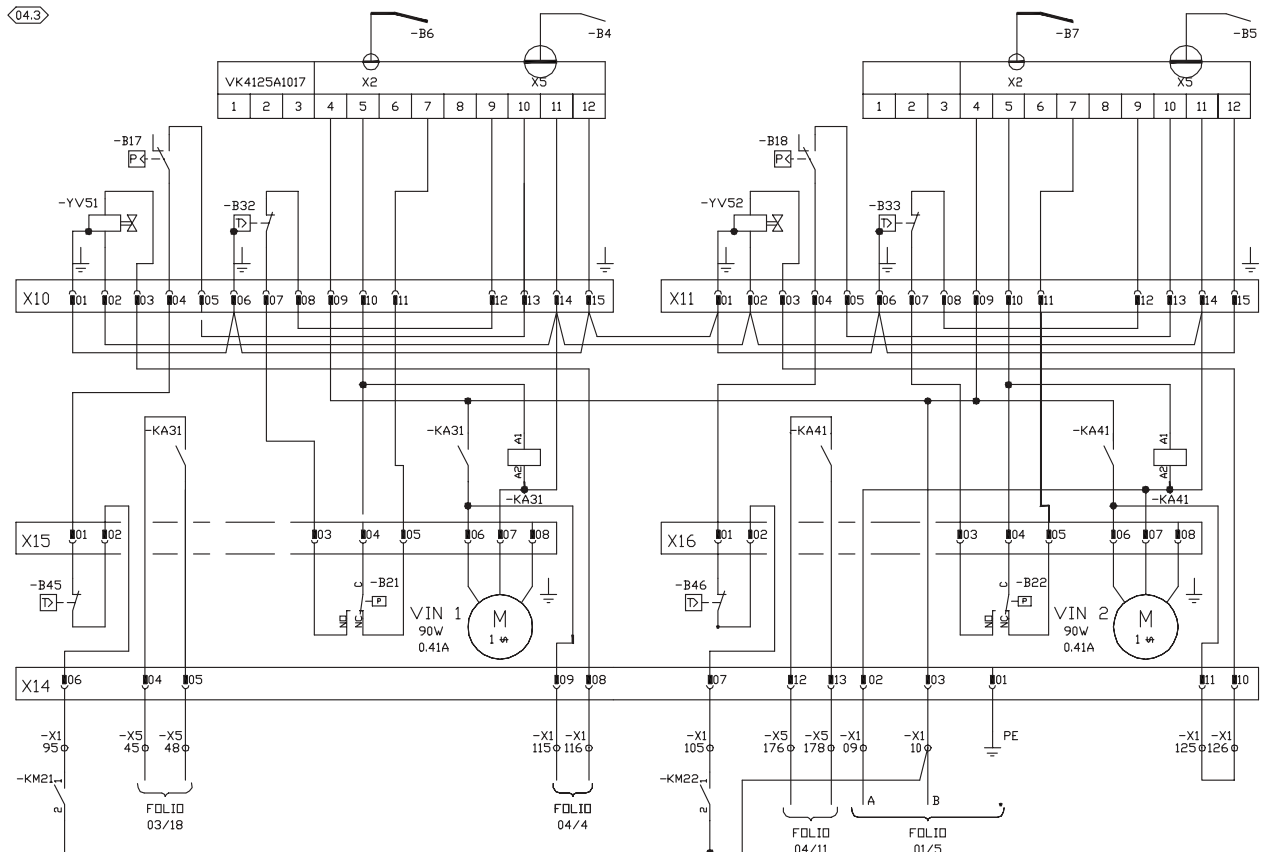 04.3
-B6 -B4 -B7 -B5
VK4125A1017 X2 X5 X2 X5
1 2 3 4 5 6 7 8 9 10 11 12 1 2 3 4 5 6 7 8 9 10 11 12
-B17 -B18
P< P<
-YV51 -B32 -YV52 -B33
T> T>
X10 01 02 03 04 05 06 07 08 09 10 11 12 13 14 15 X11 01 02 03 04 05 06 07 08 09 10 11 12 13 14 15
-KA31 -KA31 A1 -KA41 -KA41 A1
A2 A2
-KA31 -KA41
X15 01 02 03 04 05 06 07 08 X16 01 02 03 04 05 06 07 08
-B45 C -B21 -B46 C -B22
T> P T> P
NO NC VIN 1 M NO NC VIN 2 M
90W 1 90W 1
0.41A 0.41A
X14 06 04 05 09 08 07 12 13 02 03 01 11 10
-X1 -X5 -X5 -X1 -X1 -X1 -X5 -X5 -X1 -X1 PE -X1 -X1
95 45 48 115 116 105 176 178 09 10 125 126
-KM21 1 -KM22 1
2 2
A B
FOLIO FOLIO FOLIO FOLIO
03/18 04/4 04/11 01/5